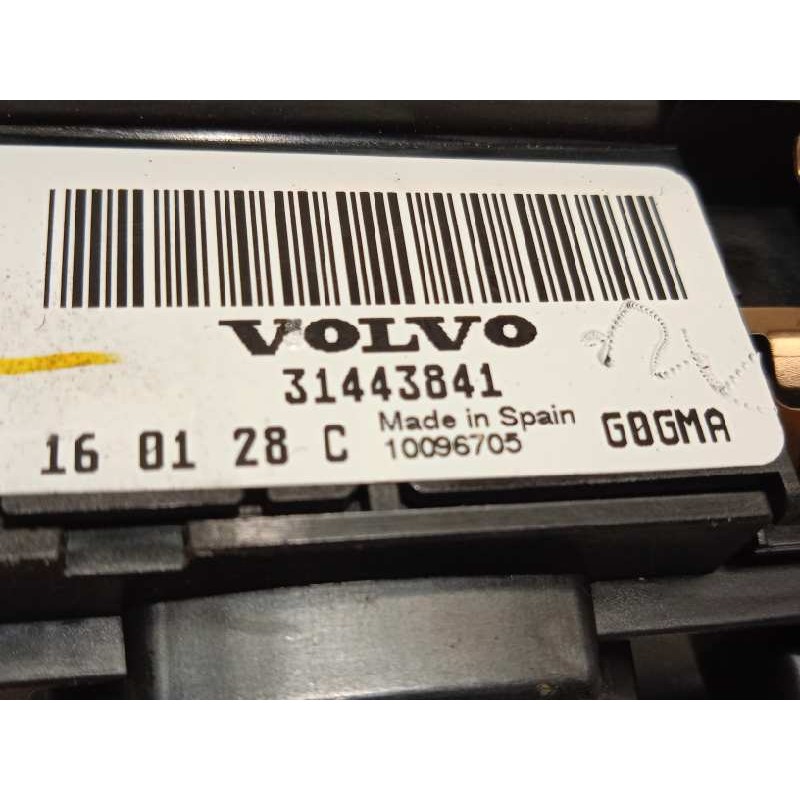 VOLVO
31443841
16 01 28 C Made in Spain G0GMA
10096705